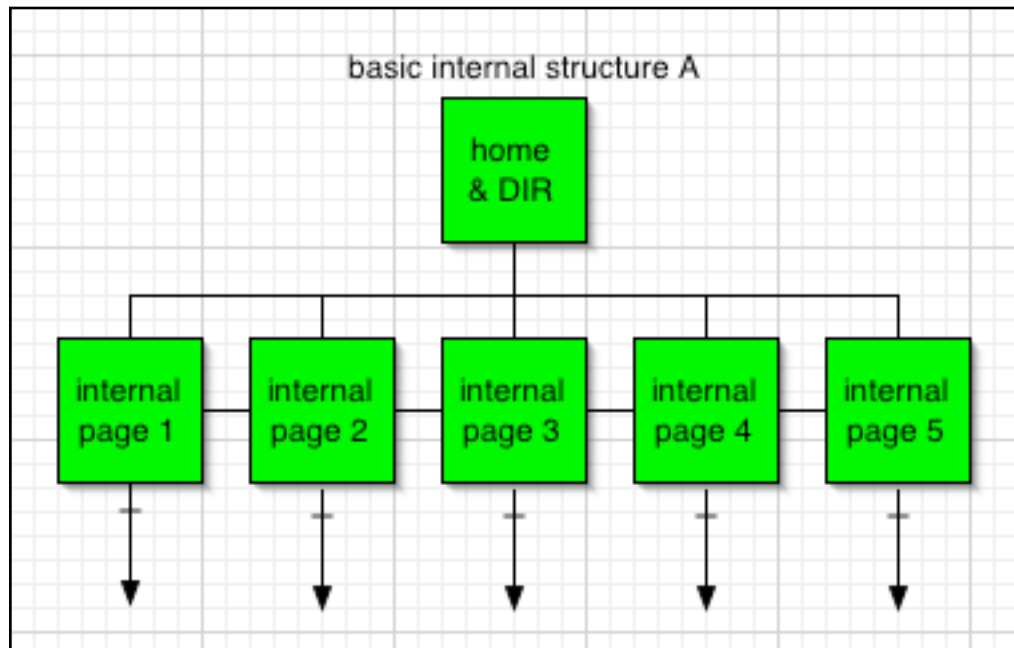 basic internal structure A
home
& DIR
internal
page 1
internal
page 2
internal
page 3
internal
page 4
internal
page 5